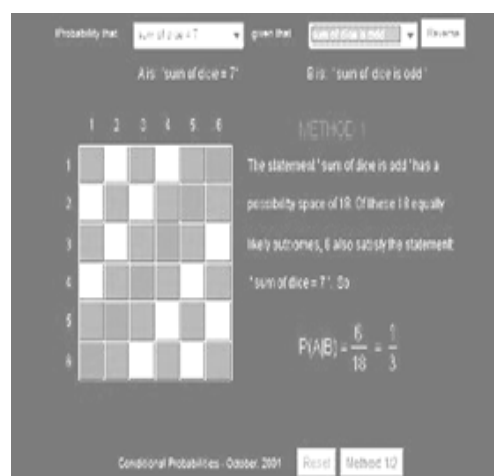 Probability that sum of dice = 7 given that sum of dice is odd Reverse
A is: "sum of dice = 7" B is: "sum of dice is odd"
1 2 3 4 5 6
METHOD 1
1
The statement "sum of dice is odd" has a
2
possibility space of 18. Of these 18 equally
3
likely outcomes, 6 also satisfy the statement
4
"sum of dice = 7". So
5
P(A|B) = 6/18 = 1/3
6
Conditional Probabilities - October, 2001 Reset Method 1/2